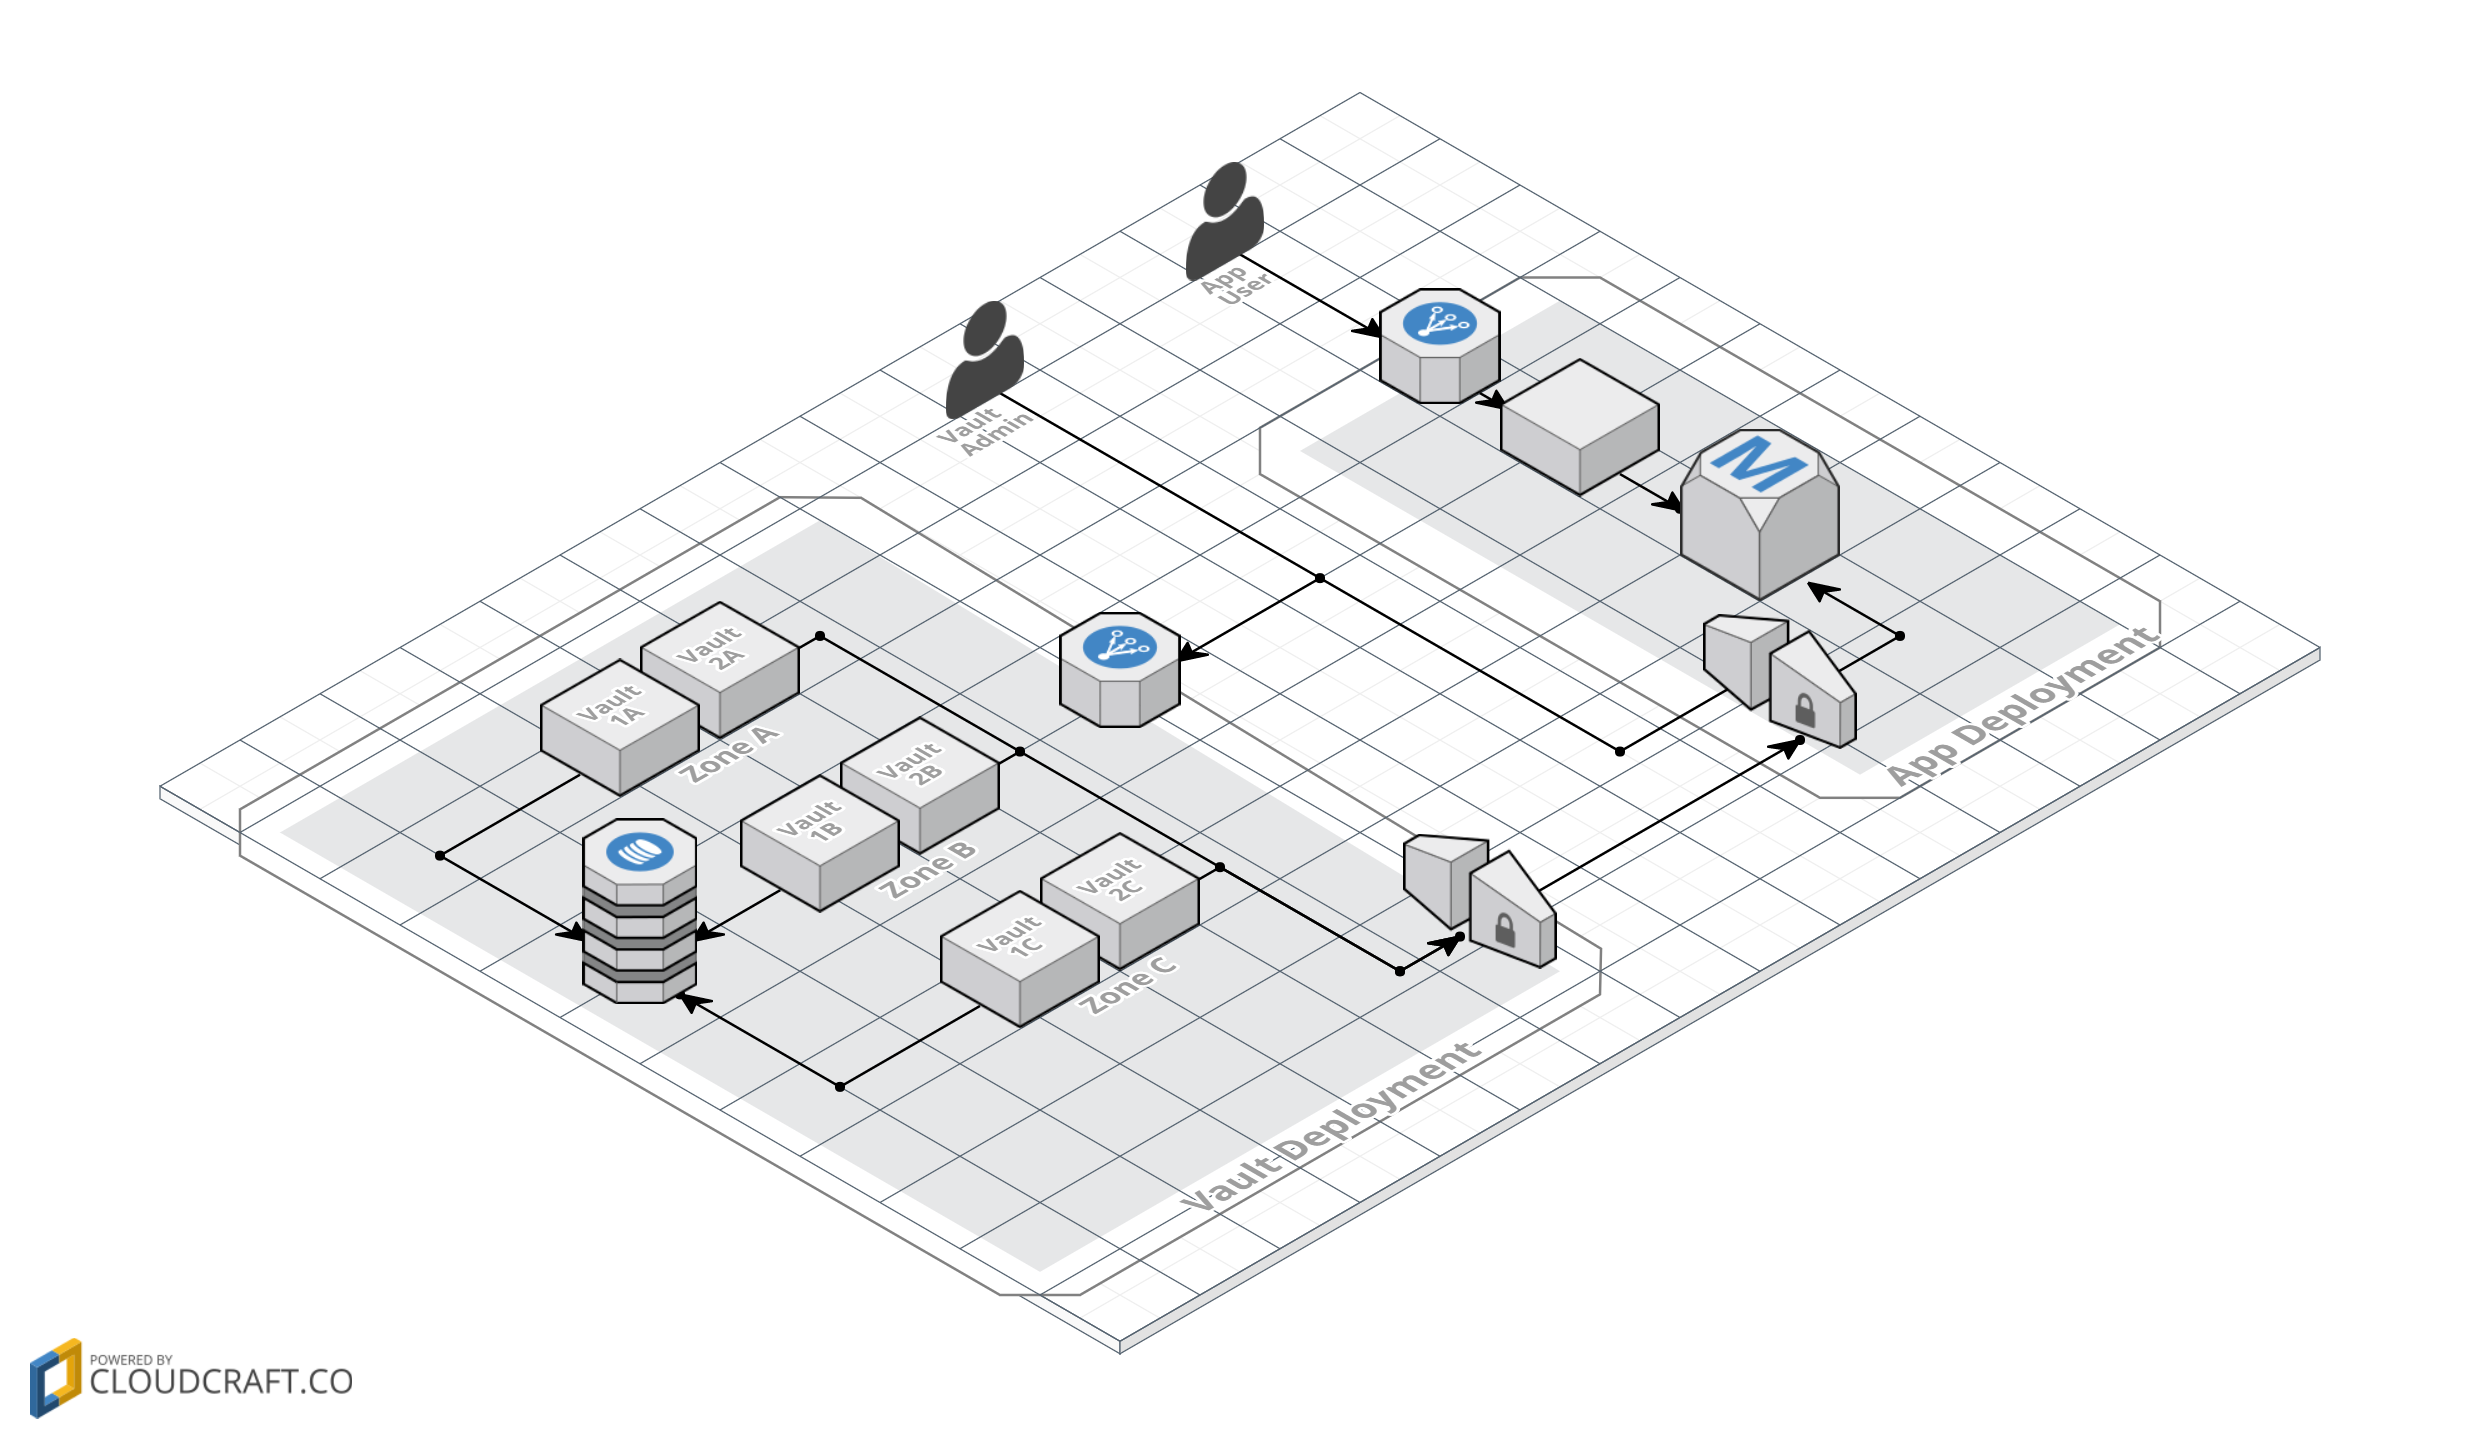 App
User
Vault
Admin
M
Vault
2A
Vault
1A
Zone A
Vault
2B
Vault
1B
Zone B
Vault
2C
Vault
1C
Zone C
App Deployment
Vault Deployment
POWERED BY
CLOUDCRAFT.CO